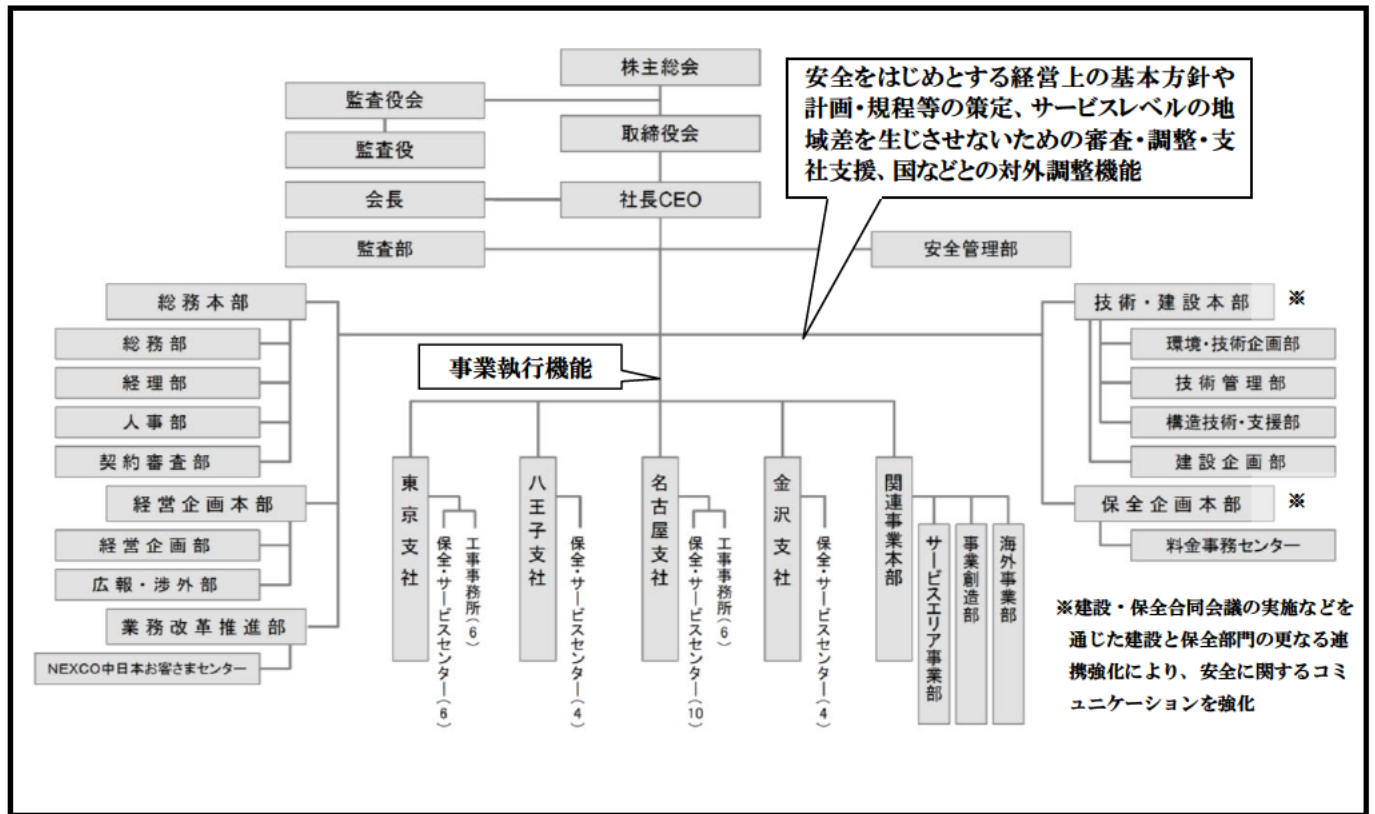 株主総会
監査役会
取締役会
監査役
会長
社長CEO
監査部
安全管理部
安全をはじめとする経営上の基本方針や
計画・規程等の策定、サービスレベルの地
域差を生じさせないための審査・調整・支
社支援、国などとの対外調整機能
総務本部
総務部
経理部
人事部
契約審査部
経営企画本部
経営企画部
広報・渉外部
業務改革推進部
NEXCO中日本お客さまセンター
事業執行機能
東京支社
保全・サービスセンター(6)
工事事務所(6)
八王子支社
保全・サービスセンター(4)
名古屋支社
保全・サービスセンター(10)
工事事務所(6)
金沢支社
保全・サービスセンター(4)
関連事業本部
サービスエリア事業部
事業創造部
海外事業部
技術・建設本部 ※
環境・技術企画部
技術管理部
構造技術・支援部
建設企画部
保全企画本部 ※
料金事務センター
※建設・保全合同会議の実施などを
通じた建設と保全部門の更なる連
携強化により、安全に関するコミ
ュニケーションを強化